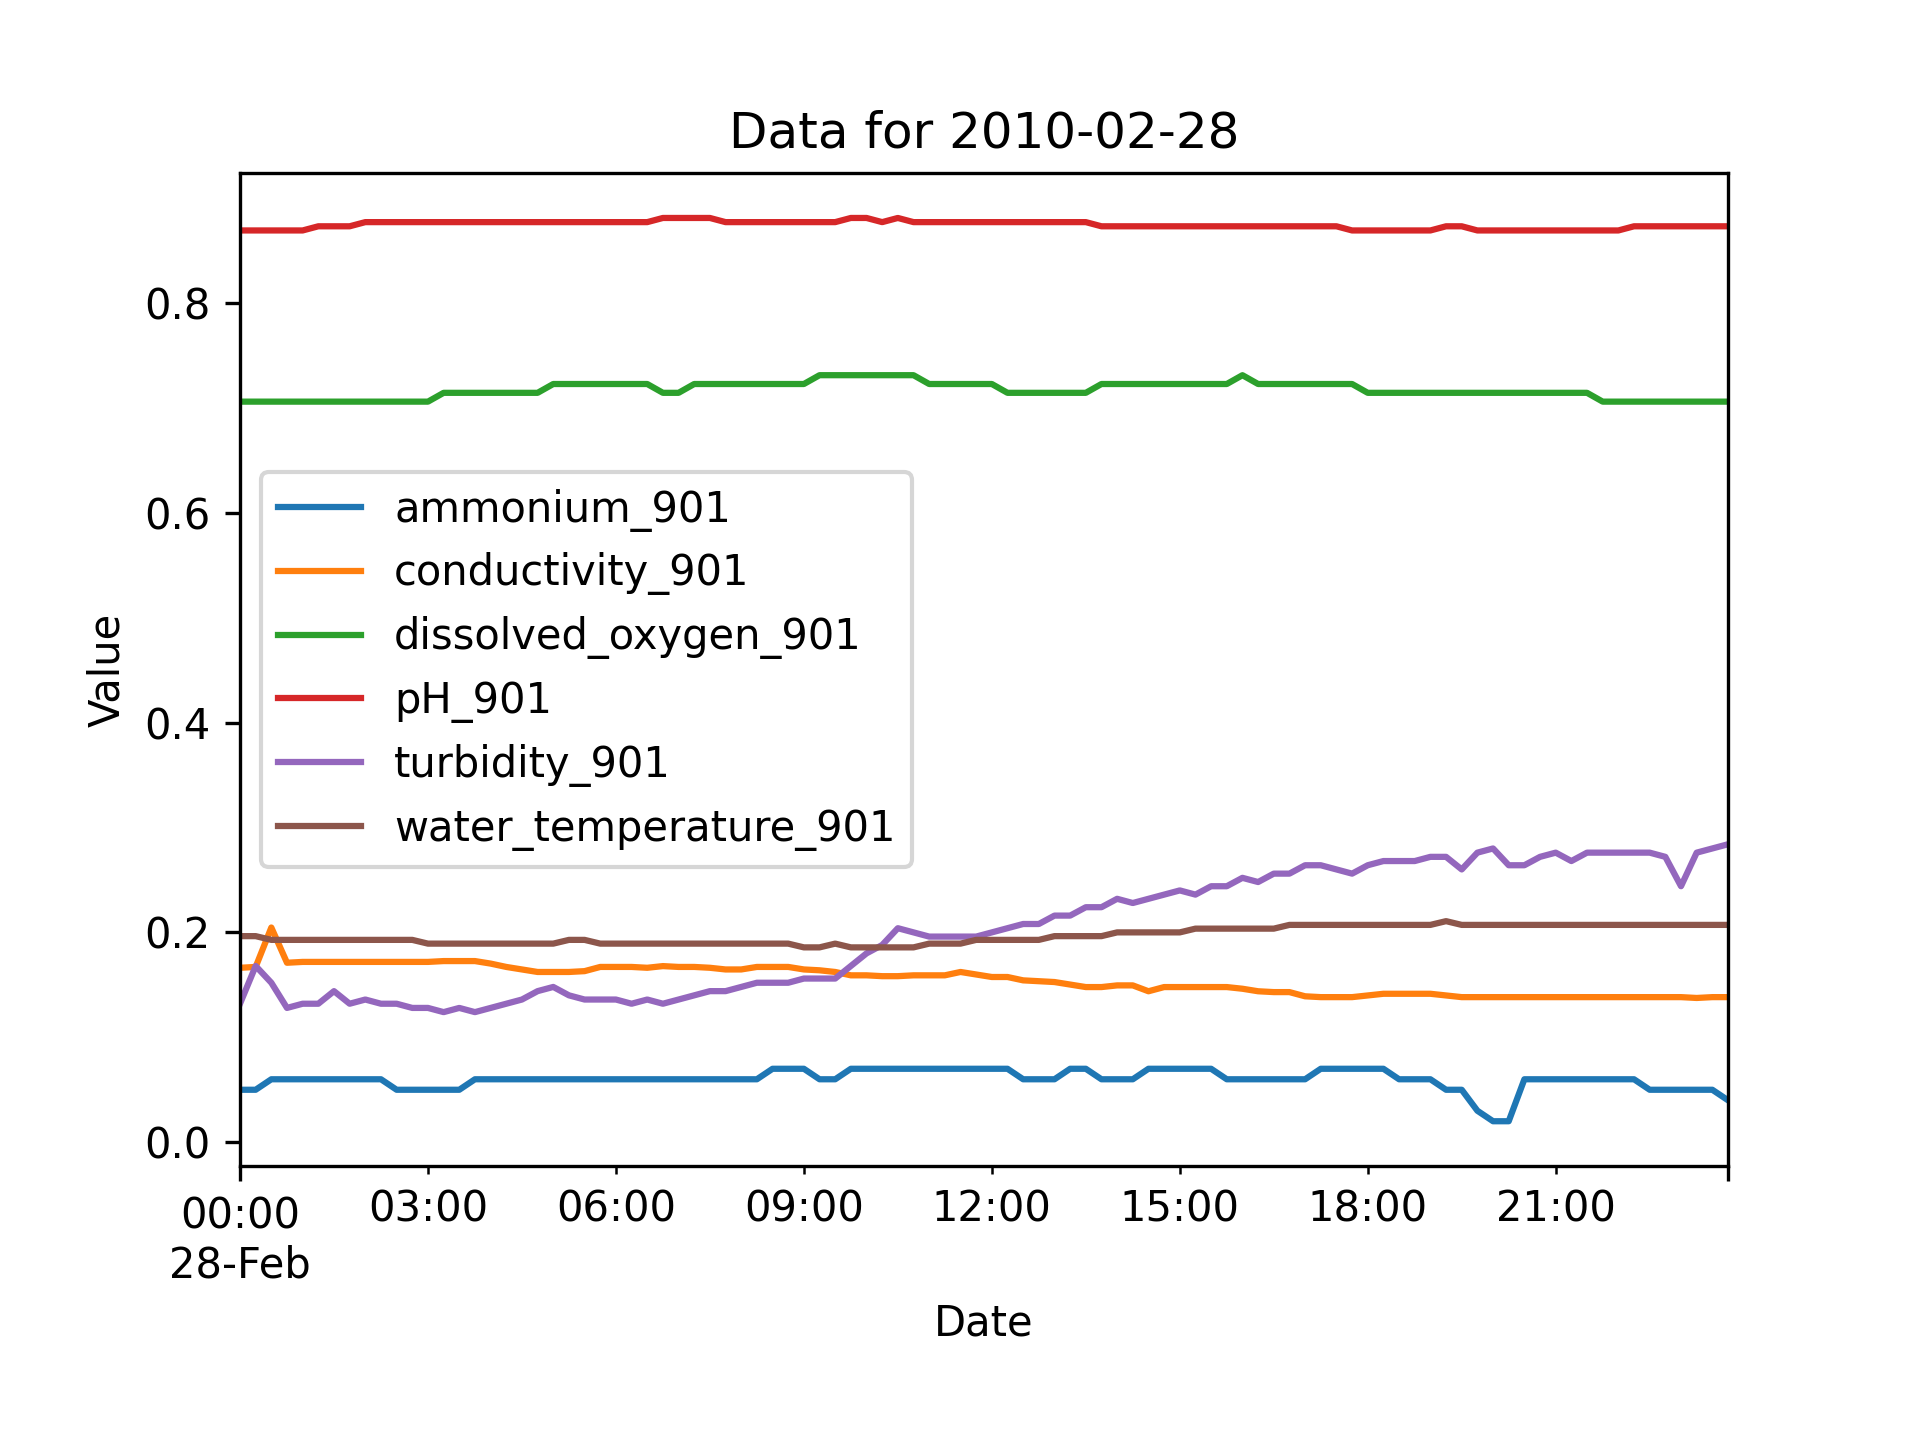 Data for 2010-02-28
Value
0.8
0.6
0.4
0.2
0.0
ammonium_901
conductivity_901
dissolved_oxygen_901
pH_901
turbidity_901
water_temperature_901
00:00 03:00 06:00 09:00 12:00 15:00 18:00 21:00
28-Feb
Date